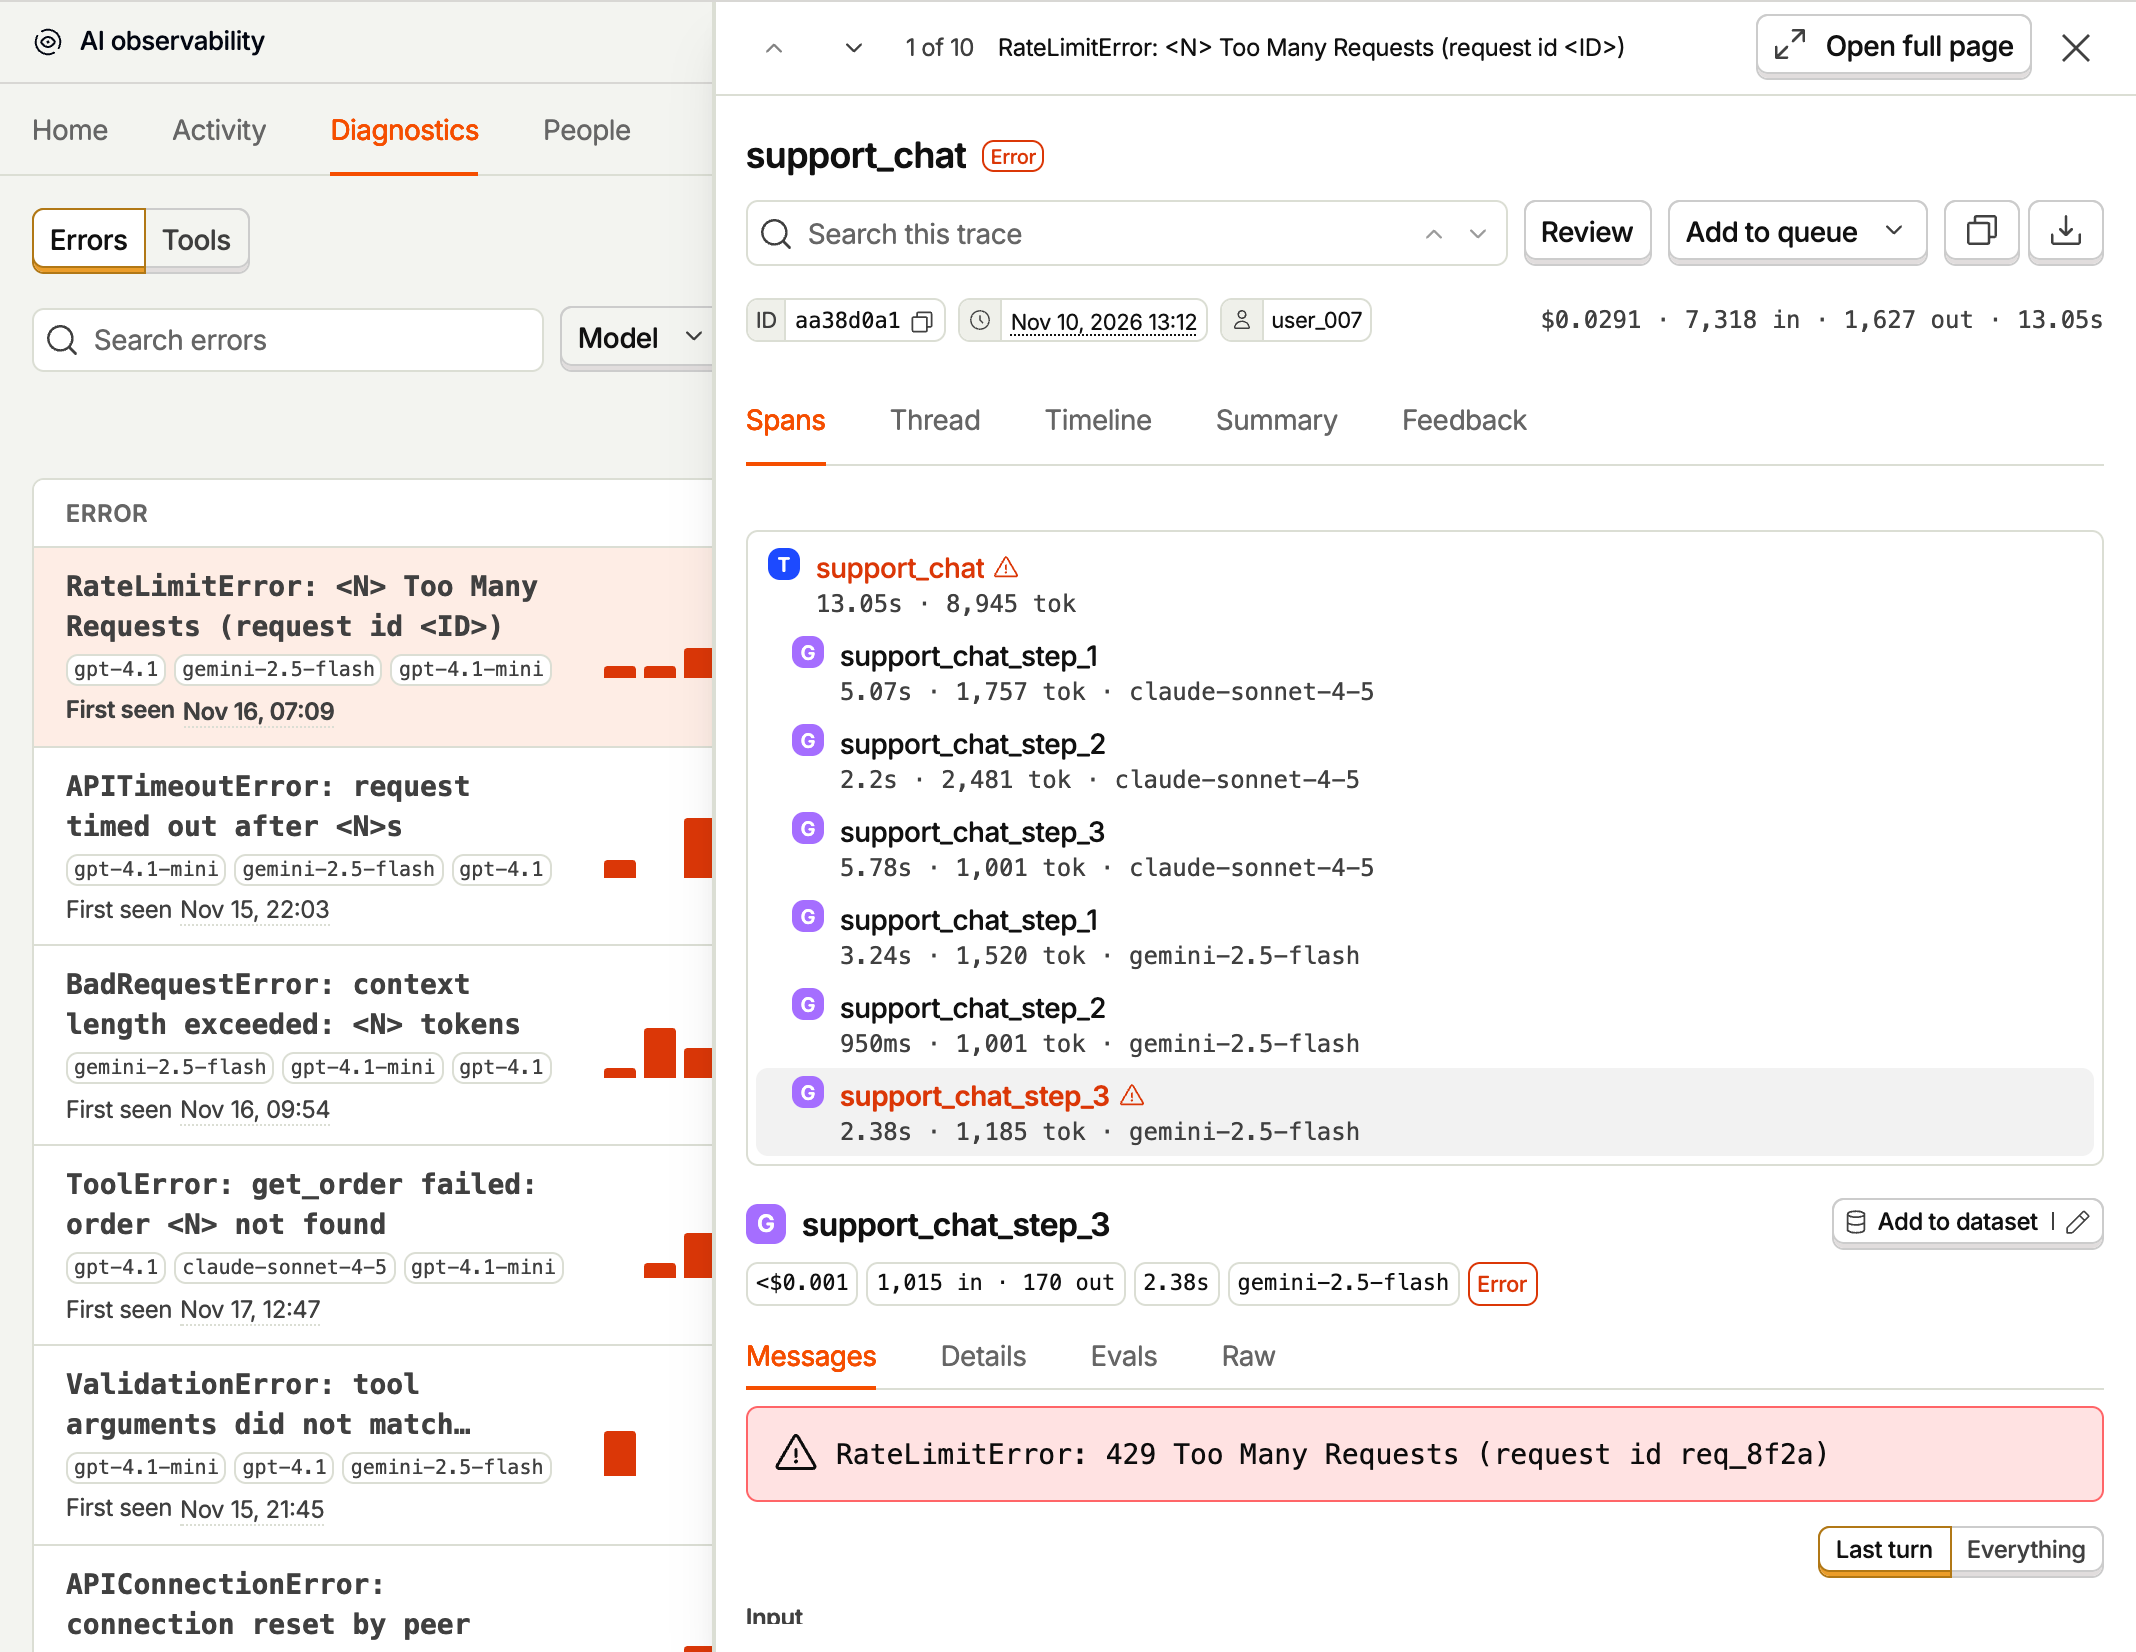 AI observability
Home
Activity
Diagnostics
People
Errors
Tools
Search errors
Model
ERROR
RateLimitError: <N> Too Many
Requests (request id <ID>)
gpt-4.1
gemini-2.5-flash
gpt-4.1-mini
First seen Nov 16, 07:09
APITimeoutError: request
timed out after <N>s
gpt-4.1-mini
gemini-2.5-flash
gpt-4.1
First seen Nov 15, 22:03
BadRequestError: context
length exceeded: <N> tokens
gemini-2.5-flash
gpt-4.1-mini
gpt-4.1
First seen Nov 16, 09:54
ToolError: get_order failed:
order <N> not found
gpt-4.1
claude-sonnet-4-5
gpt-4.1-mini
First seen Nov 17, 12:47
ValidationError: tool
arguments did not match…
gpt-4.1-mini
gpt-4.1
gemini-2.5-flash
First seen Nov 15, 21:45
APIConnectionError:
connection reset by peer
1 of 10
RateLimitError: <N> Too Many Requests (request id <ID>)
Open full page
support_chat
Error
Search this trace
Review
Add to queue
ID aa38d0a1
Nov 10, 2026 13:12
user_007
$0.0291 · 7,318 in · 1,627 out · 13.05s
Spans
Thread
Timeline
Summary
Feedback
T
support_chat
13.05s · 8,945 tok
G
support_chat_step_1
5.07s · 1,757 tok · claude-sonnet-4-5
G
support_chat_step_2
2.2s · 2,481 tok · claude-sonnet-4-5
G
support_chat_step_3
5.78s · 1,001 tok · claude-sonnet-4-5
G
support_chat_step_1
3.24s · 1,520 tok · gemini-2.5-flash
G
support_chat_step_2
950ms · 1,001 tok · gemini-2.5-flash
G
support_chat_step_3
2.38s · 1,185 tok · gemini-2.5-flash
G
support_chat_step_3
Add to dataset
<$0.001
1,015 in · 170 out
2.38s
gemini-2.5-flash
Error
Messages
Details
Evals
Raw
RateLimitError: 429 Too Many Requests (request id req_8f2a)
Last turn
Everything
Input